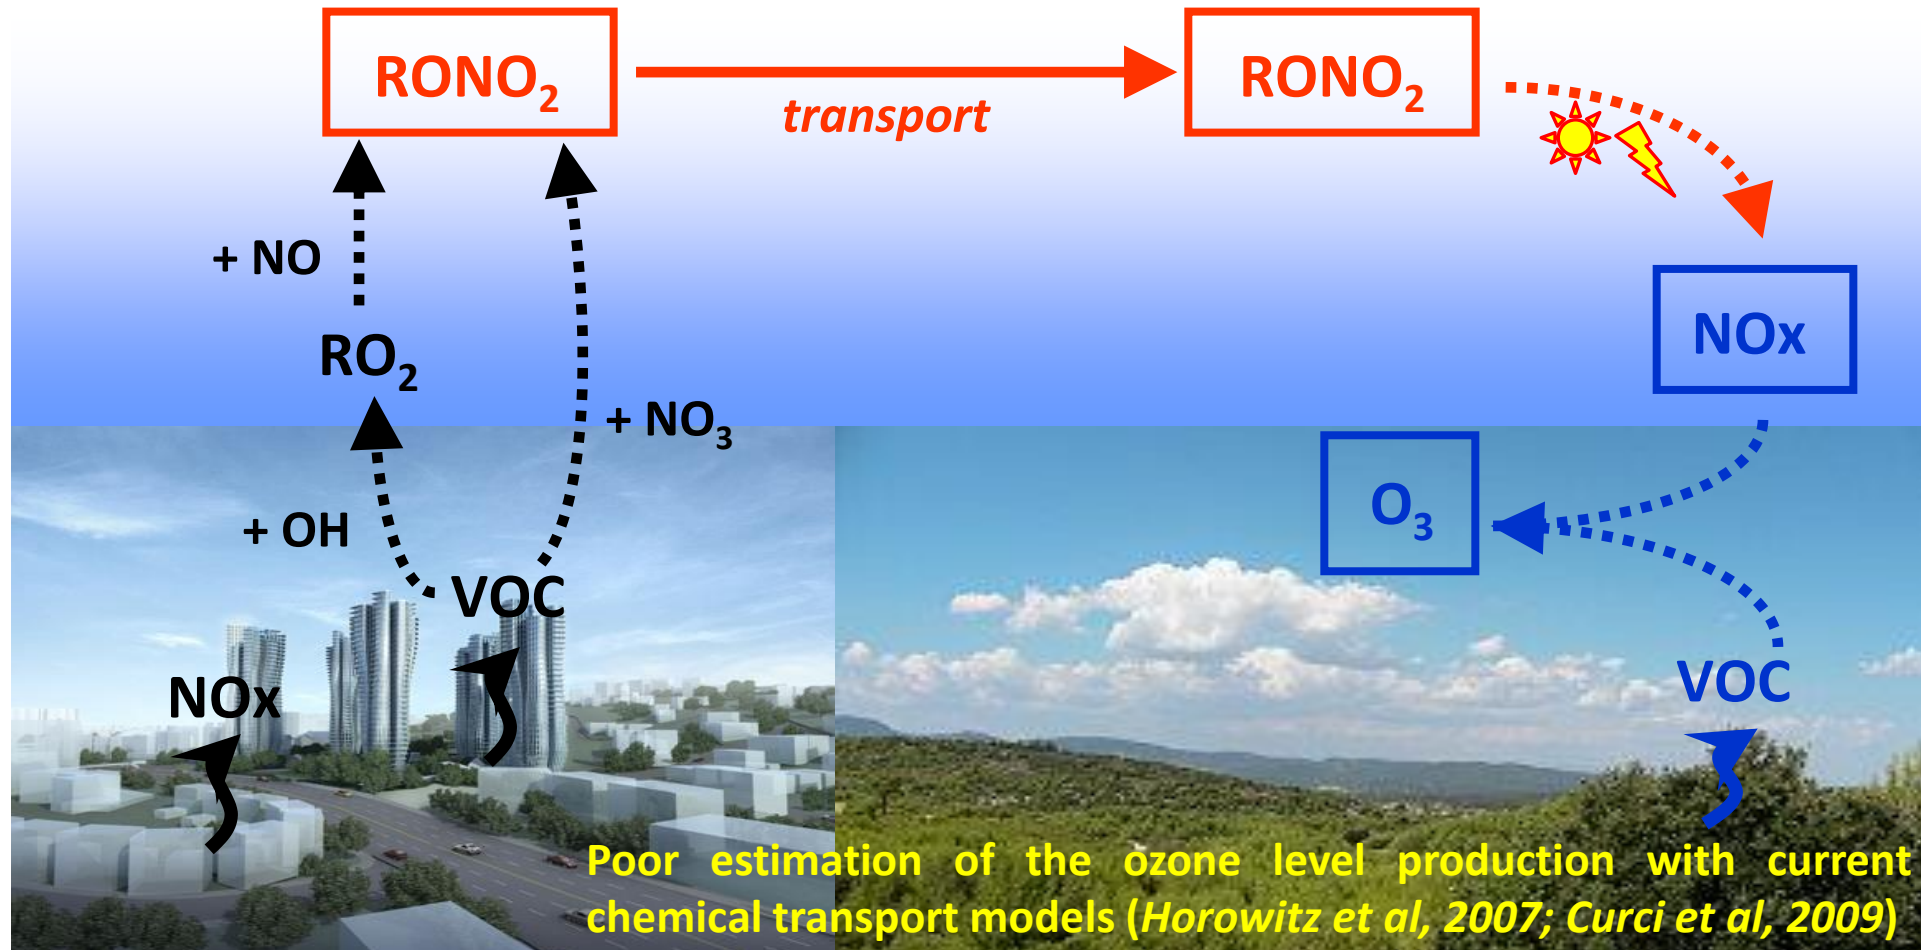 RONO₂
transport
RONO₂
+ NO
RO₂
NOx
+ NO₃
O₃
+ OH
VOC
VOC
NOx
Poor estimation of the ozone level production with current
chemical transport models (Horowitz et al, 2007; Curci et al, 2009)